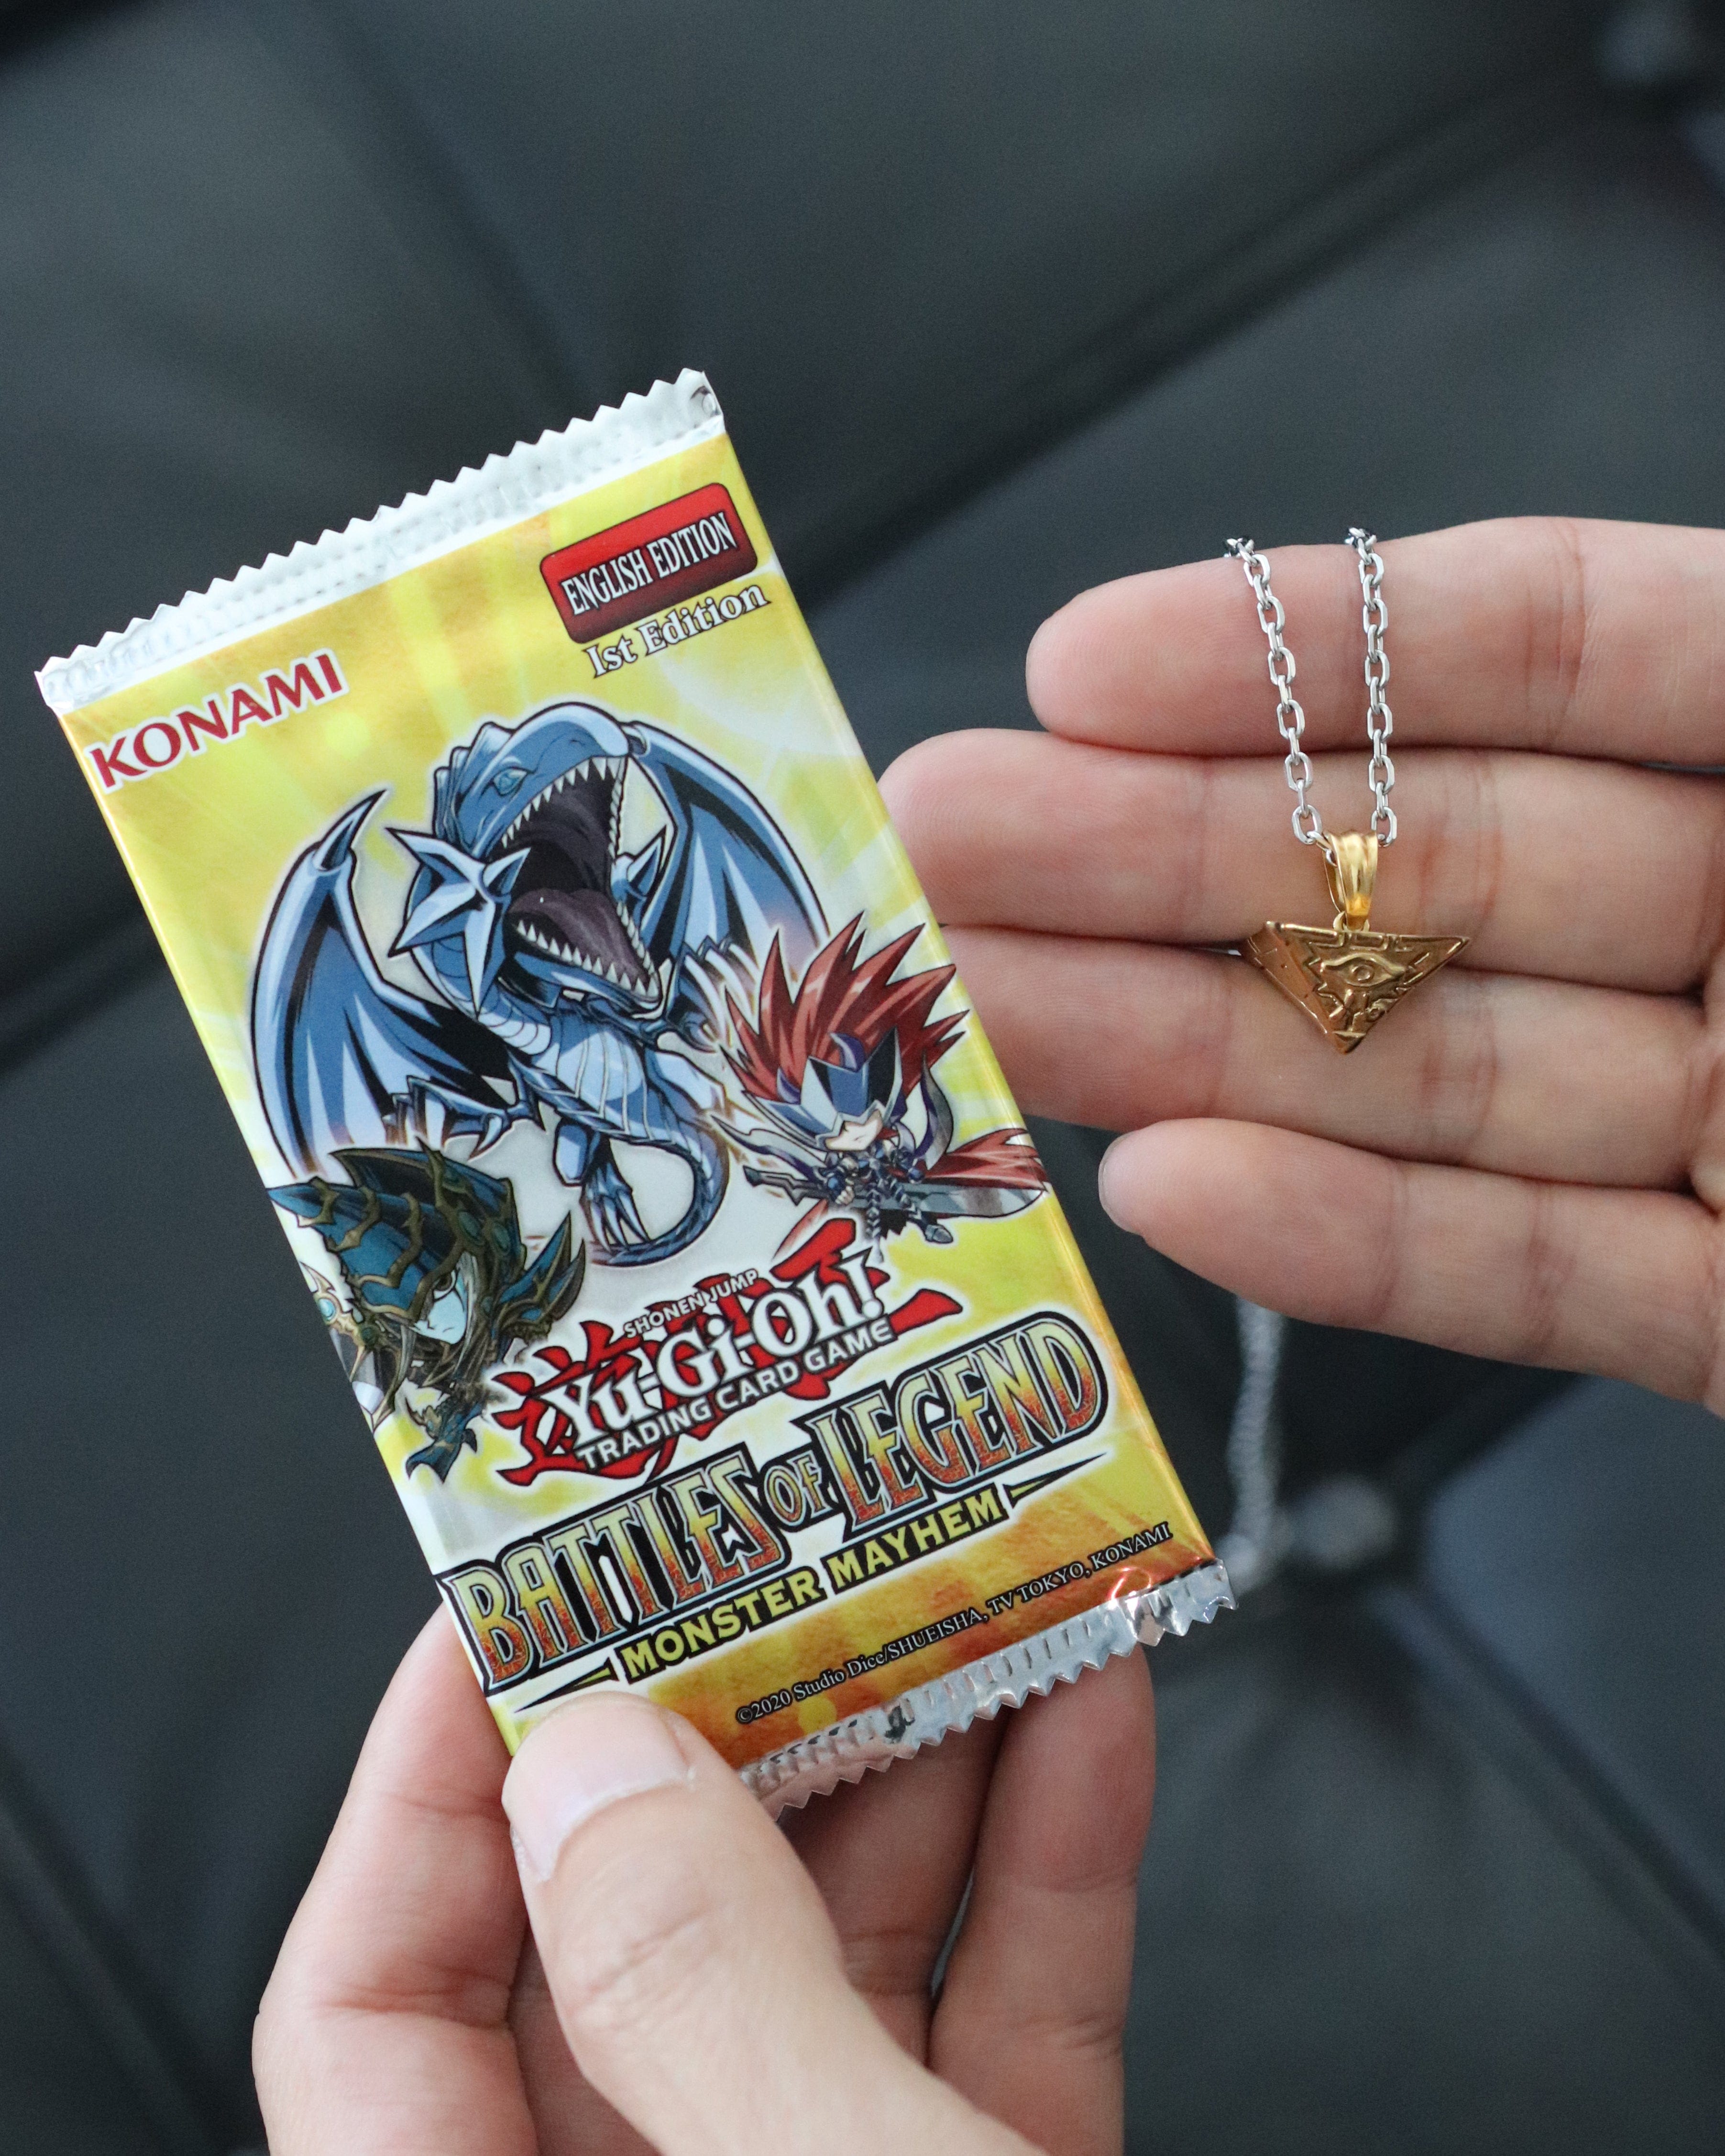 ENGLISH EDITION
1st Edition
KONAMI
SHONEN JUMP
Yu-Gi-Oh!
TRADING CARD GAME
BATTLES OF LEGEND
MONSTER MAYHEM
©2020 Studio Dice/SHUEISHA, TV TOKYO, KONAMI